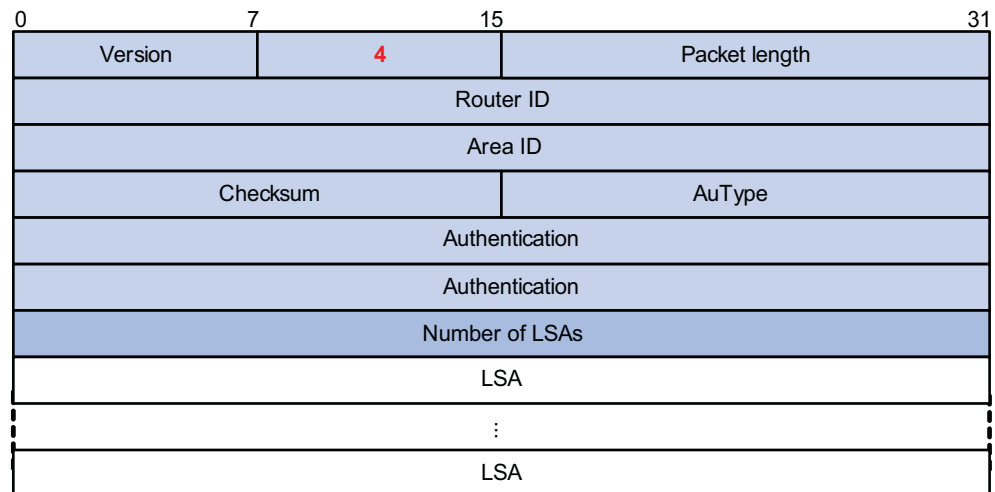 0 7 15 31
Version 4 Packet length
Router ID
Area ID
Checksum AuType
Authentication
Authentication
Number of LSAs
LSA
...
LSA